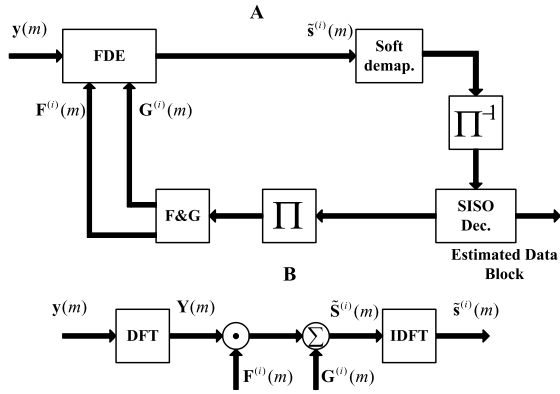 A
y(m)
FDE
s̃⁽ⁱ⁾(m)
Soft
demap.
F⁽ⁱ⁾(m)
G⁽ⁱ⁾(m)
∏⁻¹
F&G
∏
SISO
Dec.
Estimated Data
Block
B
y(m)
DFT
Y(m)
∑
S̃⁽ⁱ⁾(m)
IDFT
s̃⁽ⁱ⁾(m)
F⁽ⁱ⁾(m)
G⁽ⁱ⁾(m)